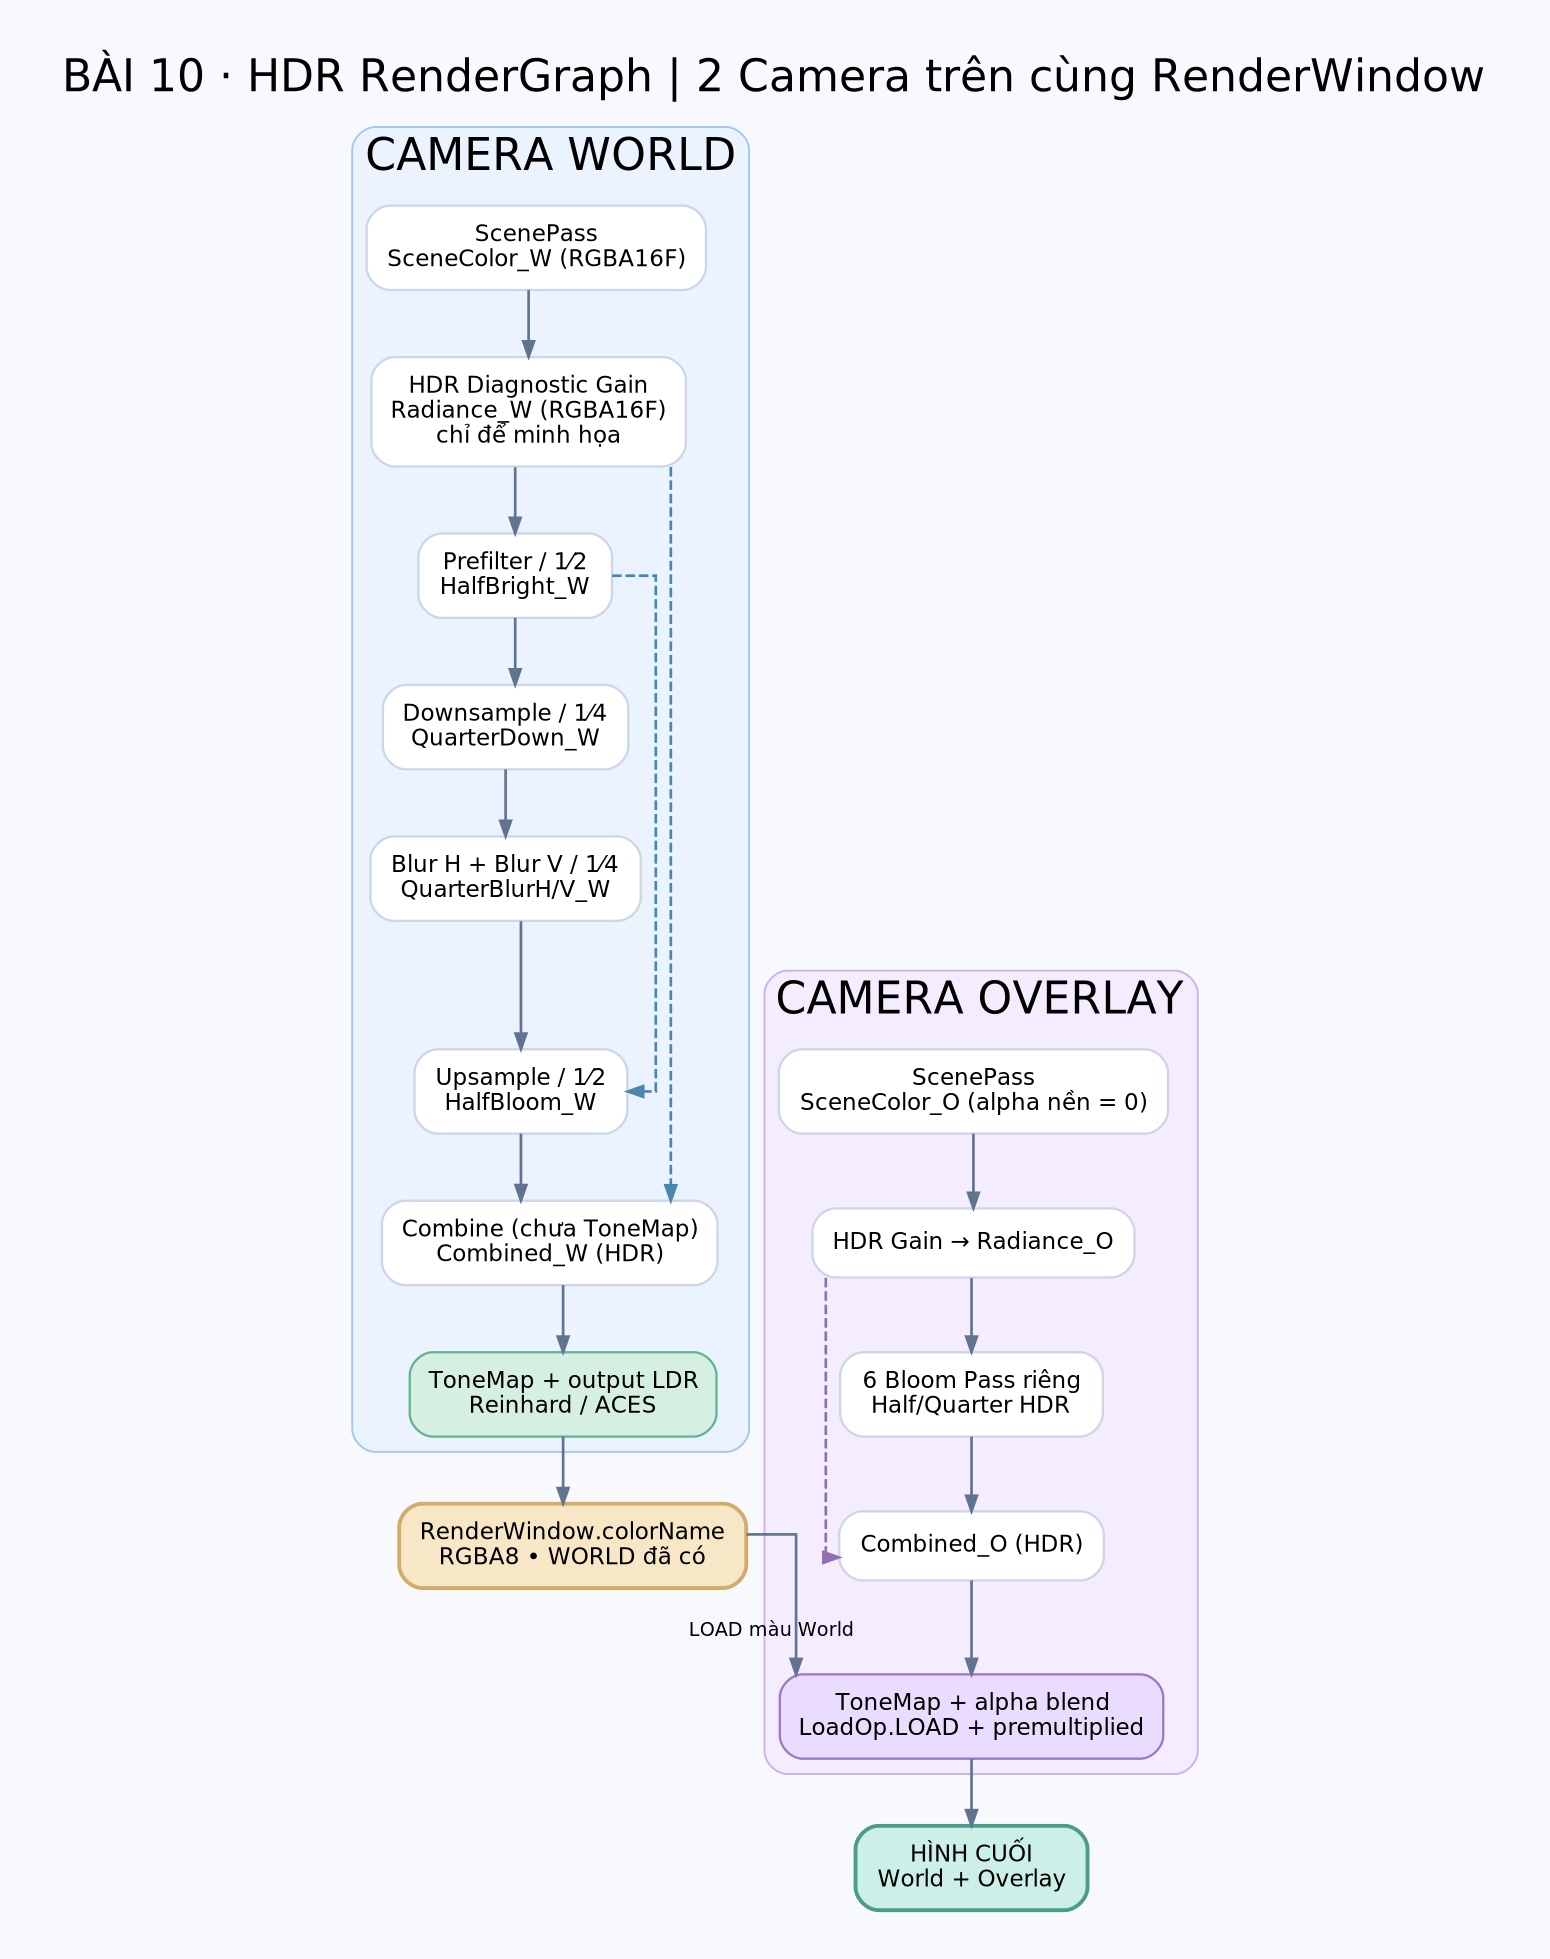 BÀI 10 · HDR RenderGraph | 2 Camera trên cùng RenderWindow
CAMERA WORLD
ScenePass
SceneColor_W (RGBA16F)
HDR Diagnostic Gain
Radiance_W (RGBA16F)
chỉ để minh họa
Prefilter / 1⁄2
HalfBright_W
Downsample / 1⁄4
QuarterDown_W
Blur H + Blur V / 1⁄4
QuarterBlurH/V_W
Upsample / 1⁄2
HalfBloom_W
Combine (chưa ToneMap)
Combined_W (HDR)
ToneMap + output LDR
Reinhard / ACES
RenderWindow.colorName
RGBA8 • WORLD đã có
LOAD màu World
CAMERA OVERLAY
ScenePass
SceneColor_O (alpha nền = 0)
HDR Gain → Radiance_O
6 Bloom Pass riêng
Half/Quarter HDR
Combined_O (HDR)
ToneMap + alpha blend
LoadOp.LOAD + premultiplied
HÌNH CUỐI
World + Overlay